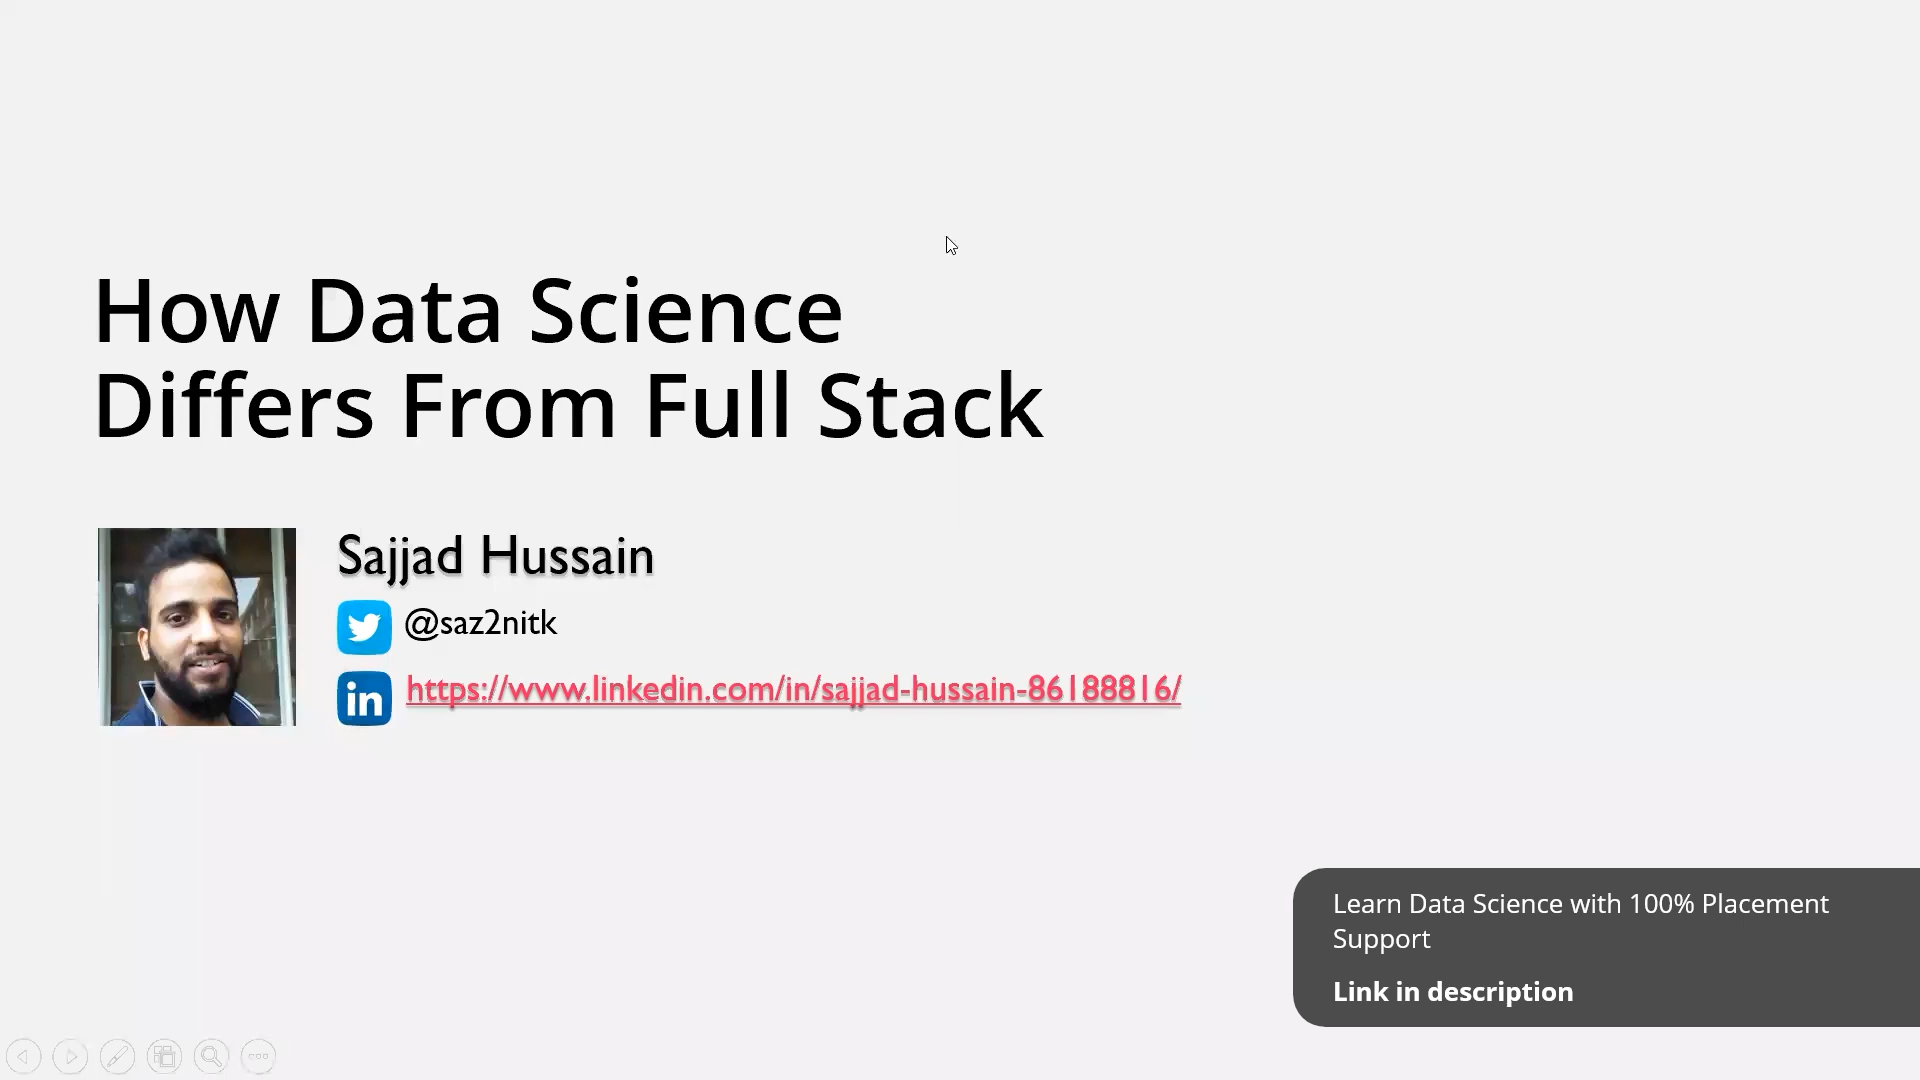 How Data Science
Differs From Full Stack
Sajjad Hussain
@saz2nitk
in
https://www.linkedin.com/in/sajjad-hussain-86188816/
Learn Data Science with 100% Placement
Support
Link in description